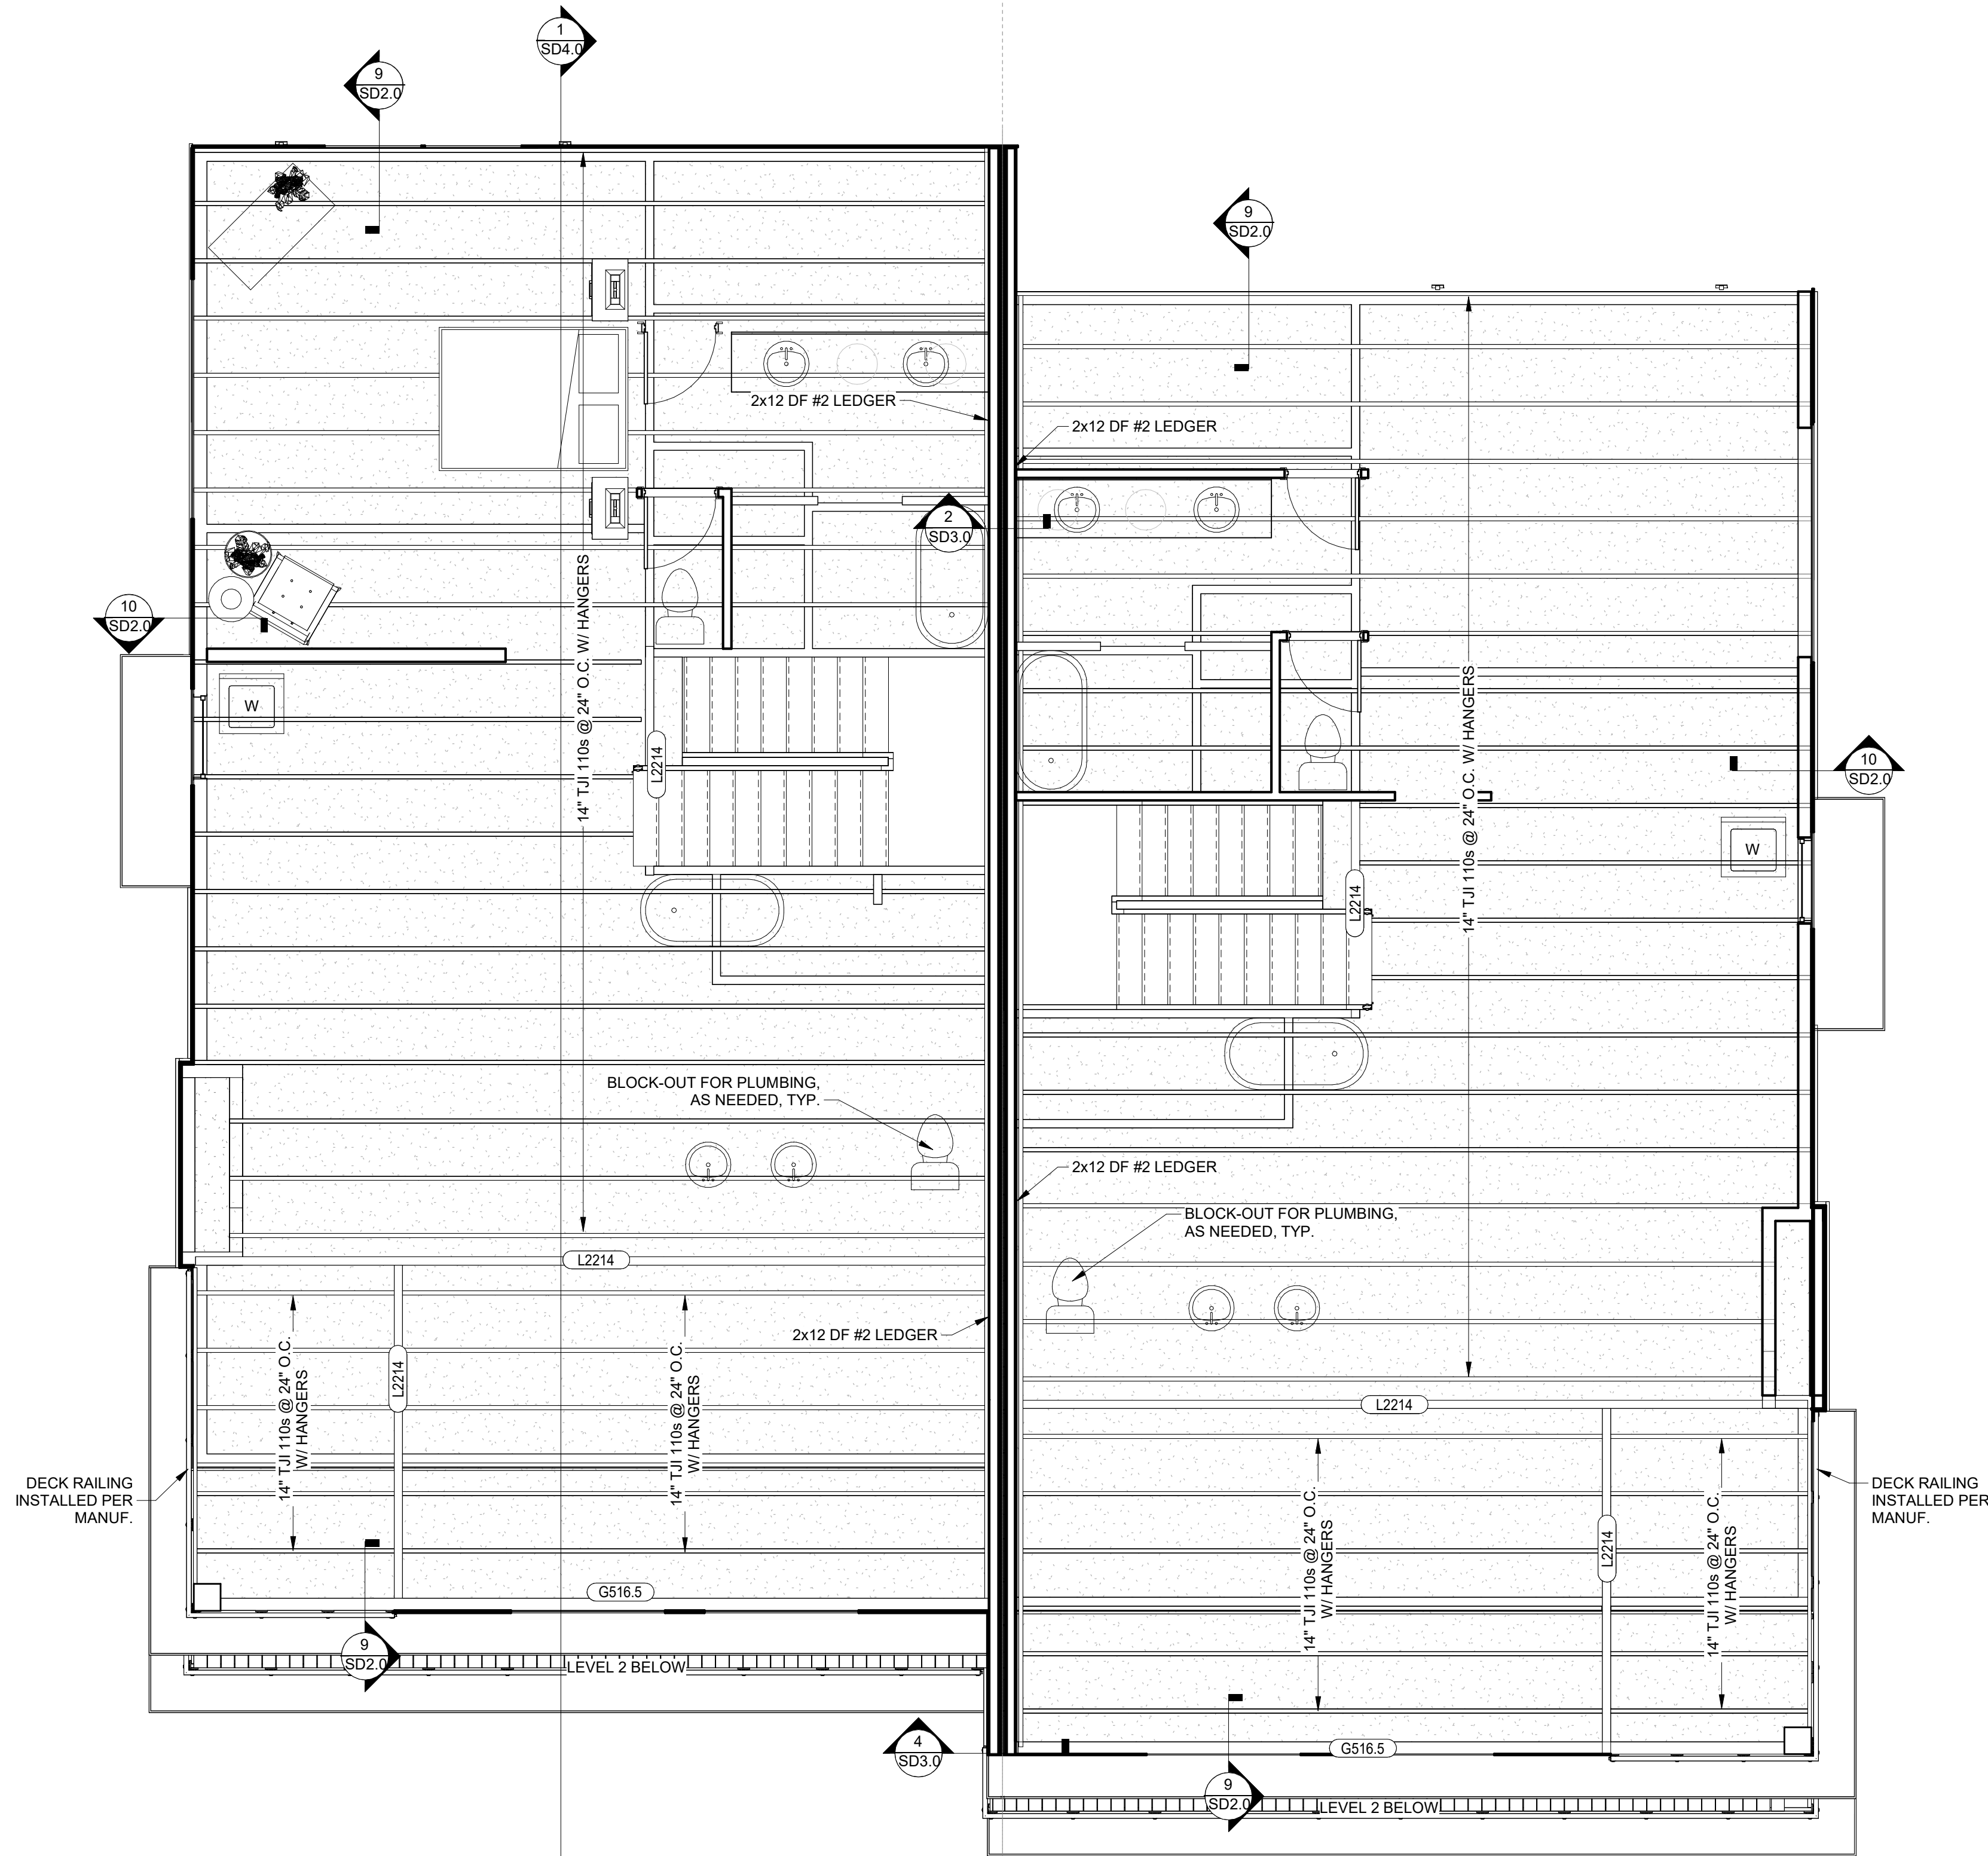 1
SD4.0
9
SD2.0
9
SD2.0
2x12 DF #2 LEDGER
2x12 DF #2 LEDGER
2
SD3.0
14" TJI 110s @ 24" O.C. W/ HANGERS
10
SD2.0
W
L2214
14" TJI 110s @ 24" O.C. W/ HANGERS
10
SD2.0
W
L2214
BLOCK-OUT FOR PLUMBING,
AS NEEDED, TYP.
2x12 DF #2 LEDGER
BLOCK-OUT FOR PLUMBING,
AS NEEDED, TYP.
L2214
2x12 DF #2 LEDGER
14" TJI 110s @ 24" O.C.
W/ HANGERS
L2214
14" TJI 110s @ 24" O.C.
W/ HANGERS
L2214
DECK RAILING
INSTALLED PER
MANUF.
DECK RAILING
INSTALLED PER
MANUF.
14" TJI 110s @ 24" O.C.
W/ HANGERS
L2214
14" TJI 110s @ 24" O.C.
W/ HANGERS
G516.5
9
SD2.0
LEVEL 2 BELOW
4
SD3.0
G516.5
9
SD2.0
LEVEL 2 BELOW